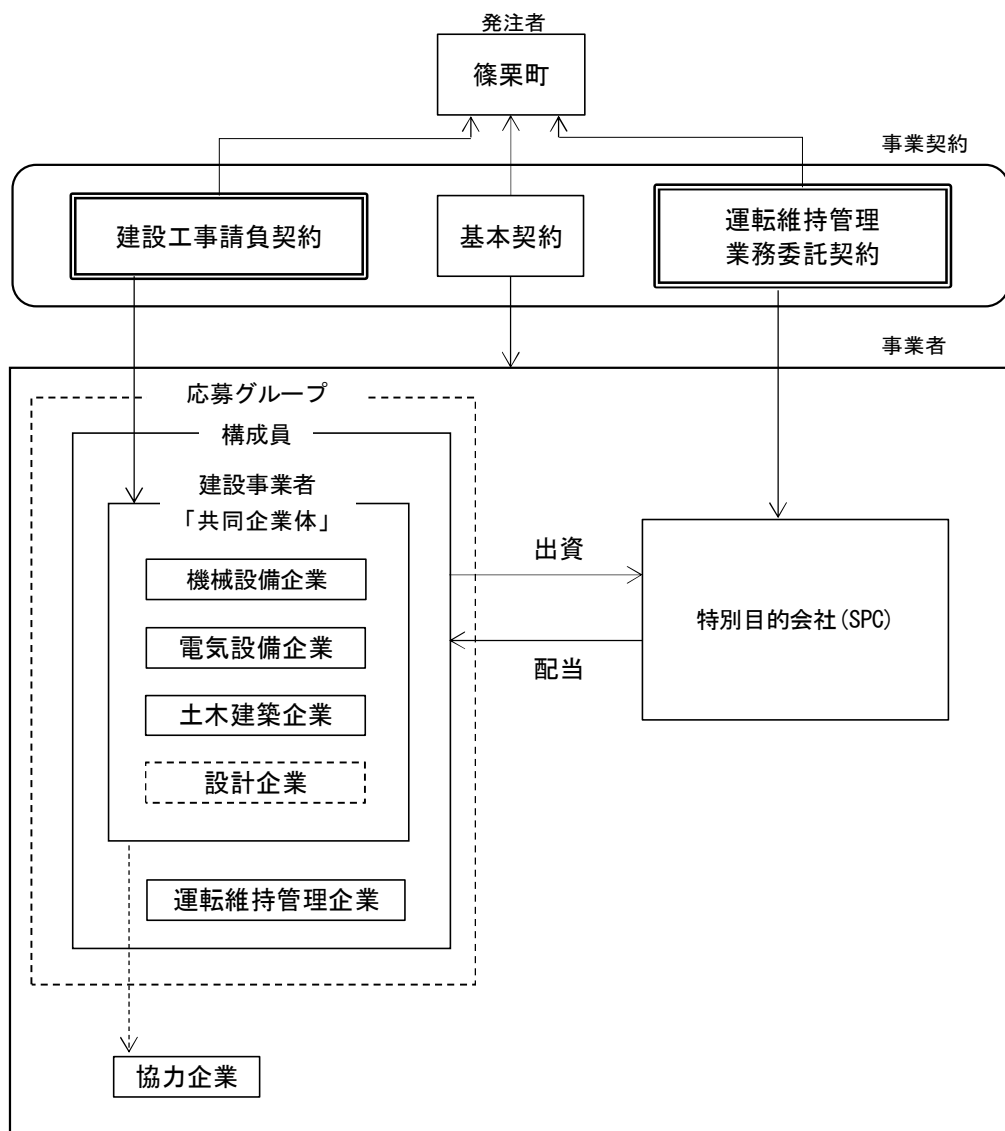 発注者
篠栗町
事業契約
建設工事請負契約
基本契約
運転維持管理
業務委託契約
事業者
応募グループ
構成員
建設事業者
「共同企業体」
機械設備企業
電気設備企業
土木建築企業
設計企業
運転維持管理企業
出資
配当
特別目的会社(SPC)
協力企業